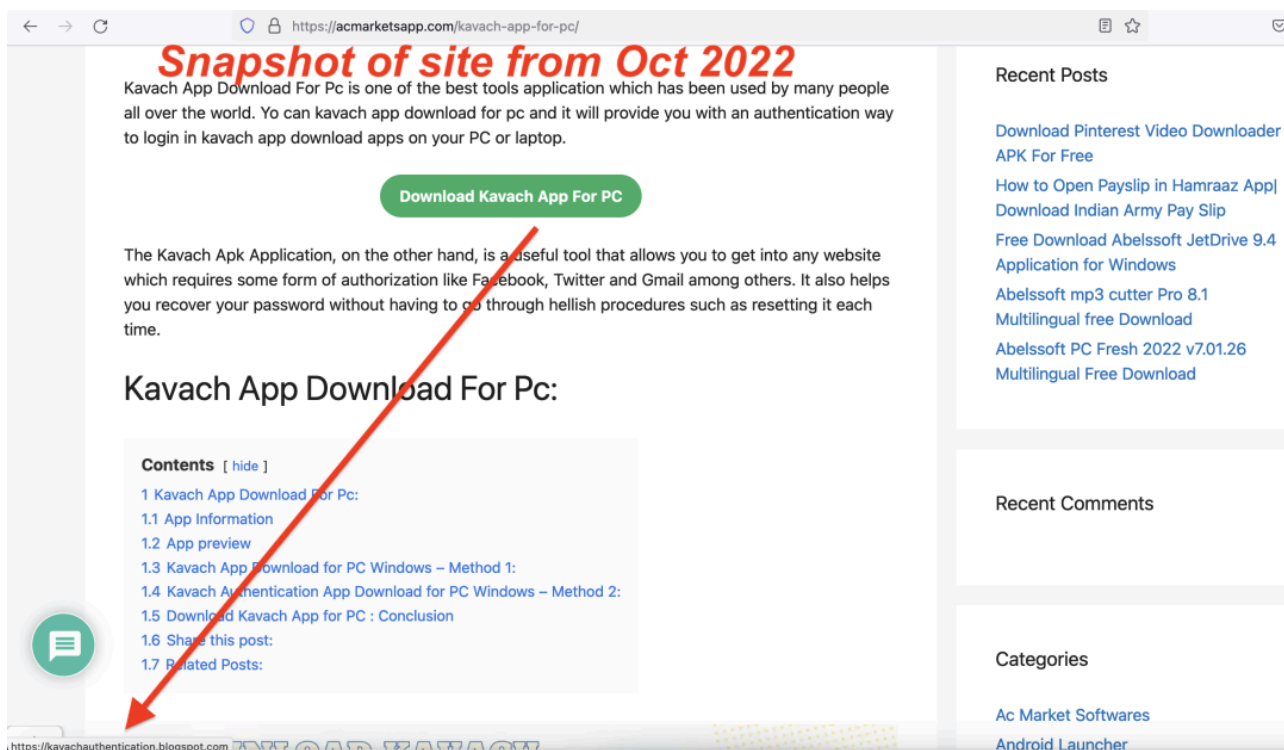 https://acmarketsapp.com/kavach-app-for-pc/
Snapshot of site from Oct 2022
Kavach App Download For Pc is one of the best tools application which has been used by many people
all over the world. Yo can kavach app download for pc and it will provide you with an authentication way
to login in kavach app download apps on your PC or laptop.
Download Kavach App For PC
The Kavach Apk Application, on the other hand, is a useful tool that allows you to get into any website
which requires some form of authorization like Facebook, Twitter and Gmail among others. It also helps
you recover your password without having to go through hellish procedures such as resetting it each
time.
Kavach App Download For Pc:
Contents [ hide ]
1 Kavach App Download For Pc:
1.1 App Information
1.2 App preview
1.3 Kavach App Download for PC Windows – Method 1:
1.4 Kavach Authentication App Download for PC Windows – Method 2:
1.5 Download Kavach App for PC : Conclusion
1.6 Share this post:
1.7 Related Posts:
https://kavachauthentication.blogspot.com
Recent Posts
Download Pinterest Video Downloader
APK For Free
How to Open Payslip in Hamraaz App|
Download Indian Army Pay Slip
Free Download Abelssoft JetDrive 9.4
Application for Windows
Abelssoft mp3 cutter Pro 8.1
Multilingual free Download
Abelssoft PC Fresh 2022 v7.01.26
Multilingual Free Download
Recent Comments
Categories
Ac Market Softwares
Android Launcher